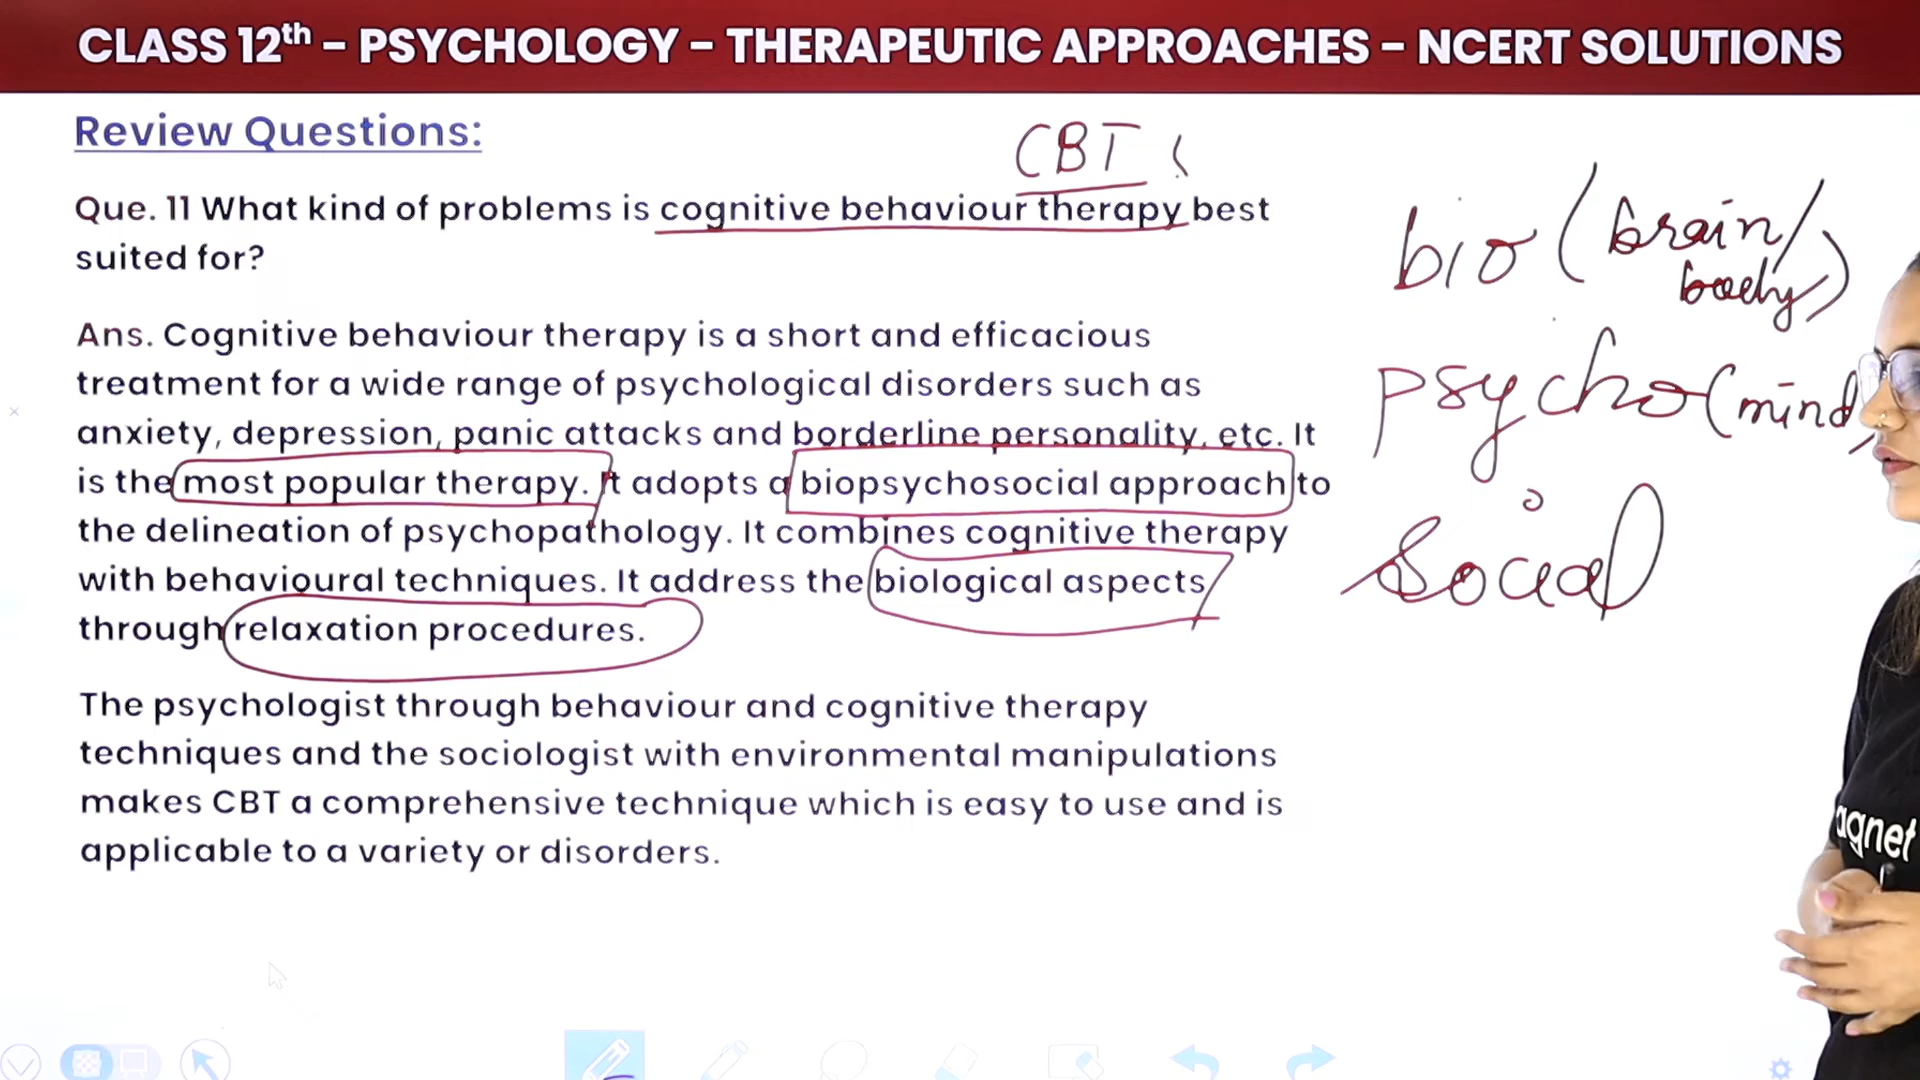 CLASS 12th – PSYCHOLOGY – THERAPEUTIC APPROACHES – NCERT SOLUTIONS
Review Questions:
CBT
Que. 11 What kind of problems is cognitive behaviour therapy best
suited for?
Ans. Cognitive behaviour therapy is a short and efficacious
treatment for a wide range of psychological disorders such as
anxiety, depression, panic attacks and borderline personality, etc. It
is the most popular therapy. It adopts a biopsychosocial approach to
the delineation of psychopathology. It combines cognitive therapy
with behavioural techniques. It address the biological aspects
through relaxation procedures.
The psychologist through behaviour and cognitive therapy
techniques and the sociologist with environmental manipulations
makes CBT a comprehensive technique which is easy to use and is
applicable to a variety or disorders.
bio (brain/
body)
psycho (mind)
social
agnet